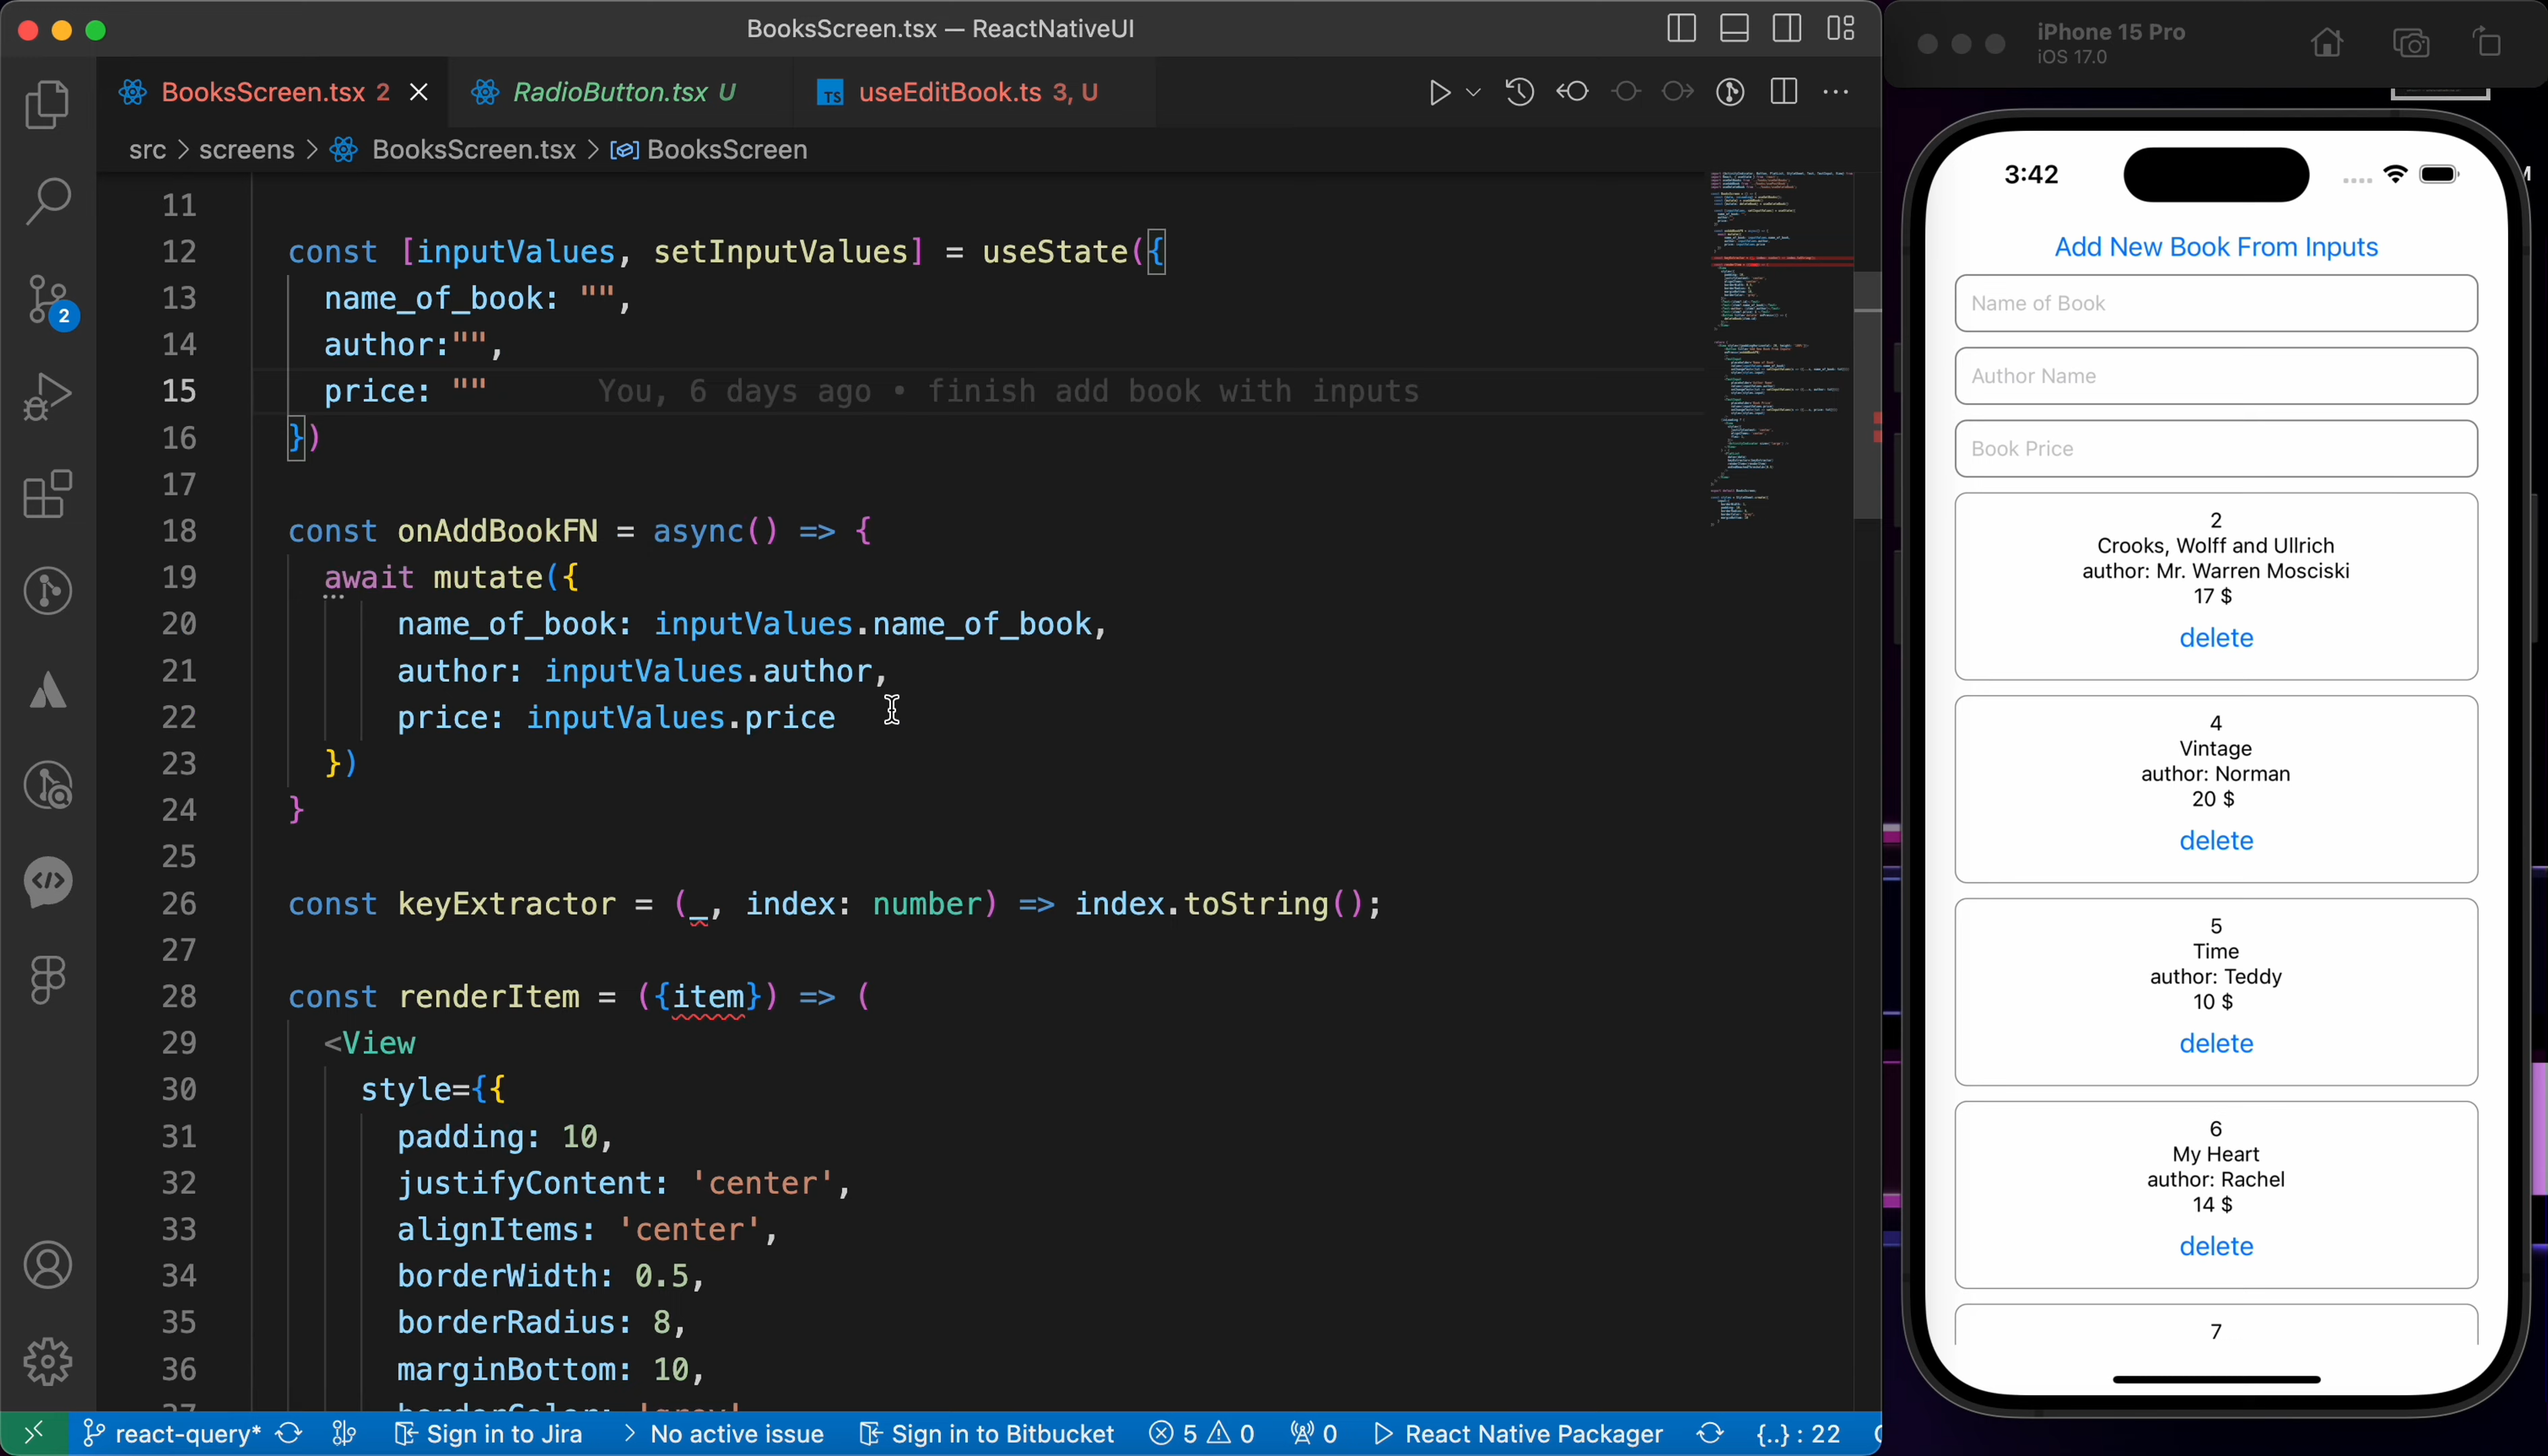 BooksScreen.tsx — ReactNativeUI
BooksScreen.tsx 2
RadioButton.tsx U
TS useEditBook.ts 3, U
src > screens > BooksScreen.tsx > BooksScreen
11
12 const [inputValues, setInputValues] = useState({
13 name_of_book: "",
14 author:"",
15 price: "" You, 6 days ago • finish add book with inputs
16 })
17
18 const onAddBookFN = async() => {
19 await mutate({
20 name_of_book: inputValues.name_of_book,
21 author: inputValues.author,
22 price: inputValues.price
23 })
24 }
25
26 const keyExtractor = (_, index: number) => index.toString();
27
28 const renderItem = ({item}) => (
29 <View
30 style={{
31 padding: 10,
32 justifyContent: 'center',
33 alignItems: 'center',
34 borderWidth: 0.5,
35 borderRadius: 8,
36 marginBottom: 10,
37 borderColor: 'gray'
2
react-query*
Sign in to Jira
No active issue
Sign in to Bitbucket
5
0
0
React Native Packager
{..} : 22
iPhone 15 Pro
iOS 17.0
3:42
Add New Book From Inputs
Name of Book
Author Name
Book Price
2
Crooks, Wolff and Ullrich
author: Mr. Warren Mosciski
17 $
delete
4
Vintage
author: Norman
20 $
delete
5
Time
author: Teddy
10 $
delete
6
My Heart
author: Rachel
14 $
delete
7